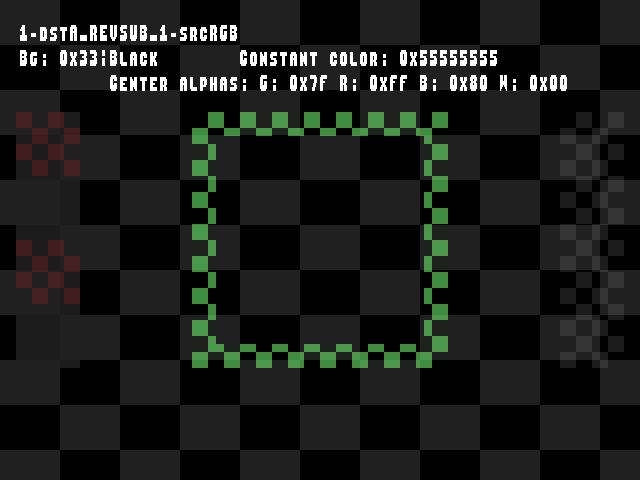 1-dstA_REVSUB_1-srcRGB
Bg: 0x33|Black Constant color: 0x55555555
Center alphas: G: 0x7f R: 0xff B: 0x80 W: 0x00